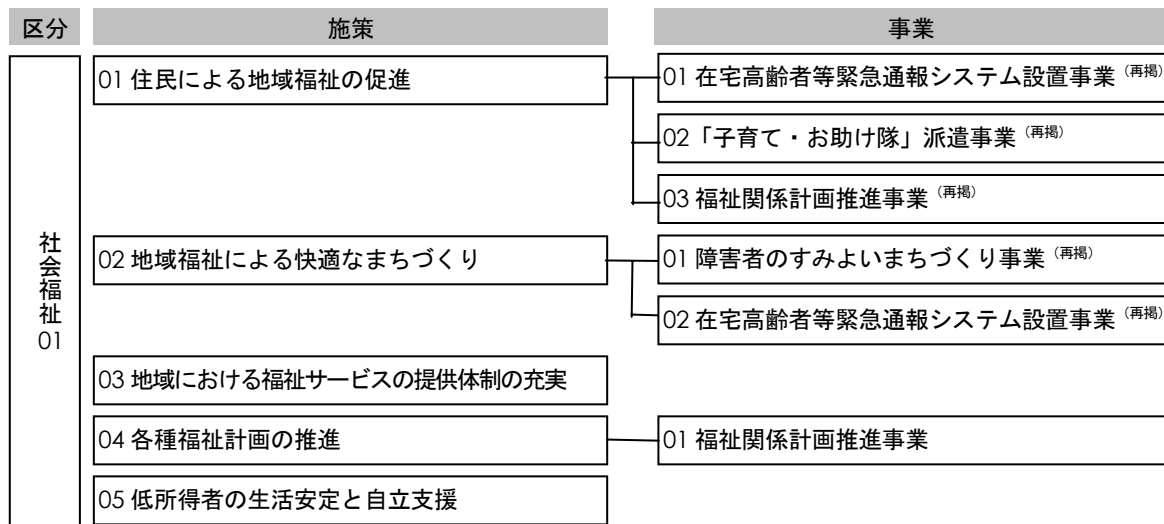 区分 施策 事業
社会福祉 01
01 住民による地域福祉の促進
01 在宅高齢者等緊急通報システム設置事業 (再掲)
02「子育て・お助け隊」派遣事業 (再掲)
03 福祉関係計画推進事業 (再掲)
02 地域福祉による快適なまちづくり
01 障害者のすみよいまちづくり事業 (再掲)
02 在宅高齢者等緊急通報システム設置事業 (再掲)
03 地域における福祉サービスの提供体制の充実
04 各種福祉計画の推進
01 福祉関係計画推進事業
05 低所得者の生活安定と自立支援